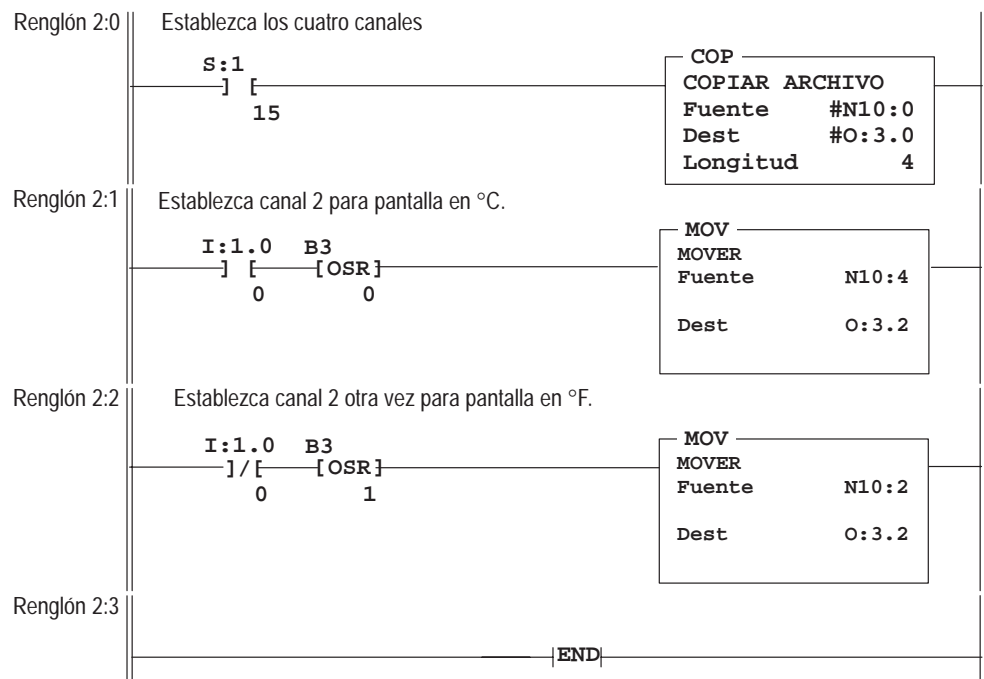 Renglón 2:0 Establezca los cuatro canales
S:1
] [
15
COP
COPIAR ARCHIVO
Fuente #N10:0
Dest #O:3.0
Longitud 4
Renglón 2:1 Establezca canal 2 para pantalla en °C.
I:1.0 B3
] [ [OSR]
0 0
MOV
MOVER
Fuente N10:4
Dest O:3.2
Renglón 2:2 Establezca canal 2 otra vez para pantalla en °F.
I:1.0 B3
]/[ [OSR]
0 1
MOV
MOVER
Fuente N10:2
Dest O:3.2
Renglón 2:3
END